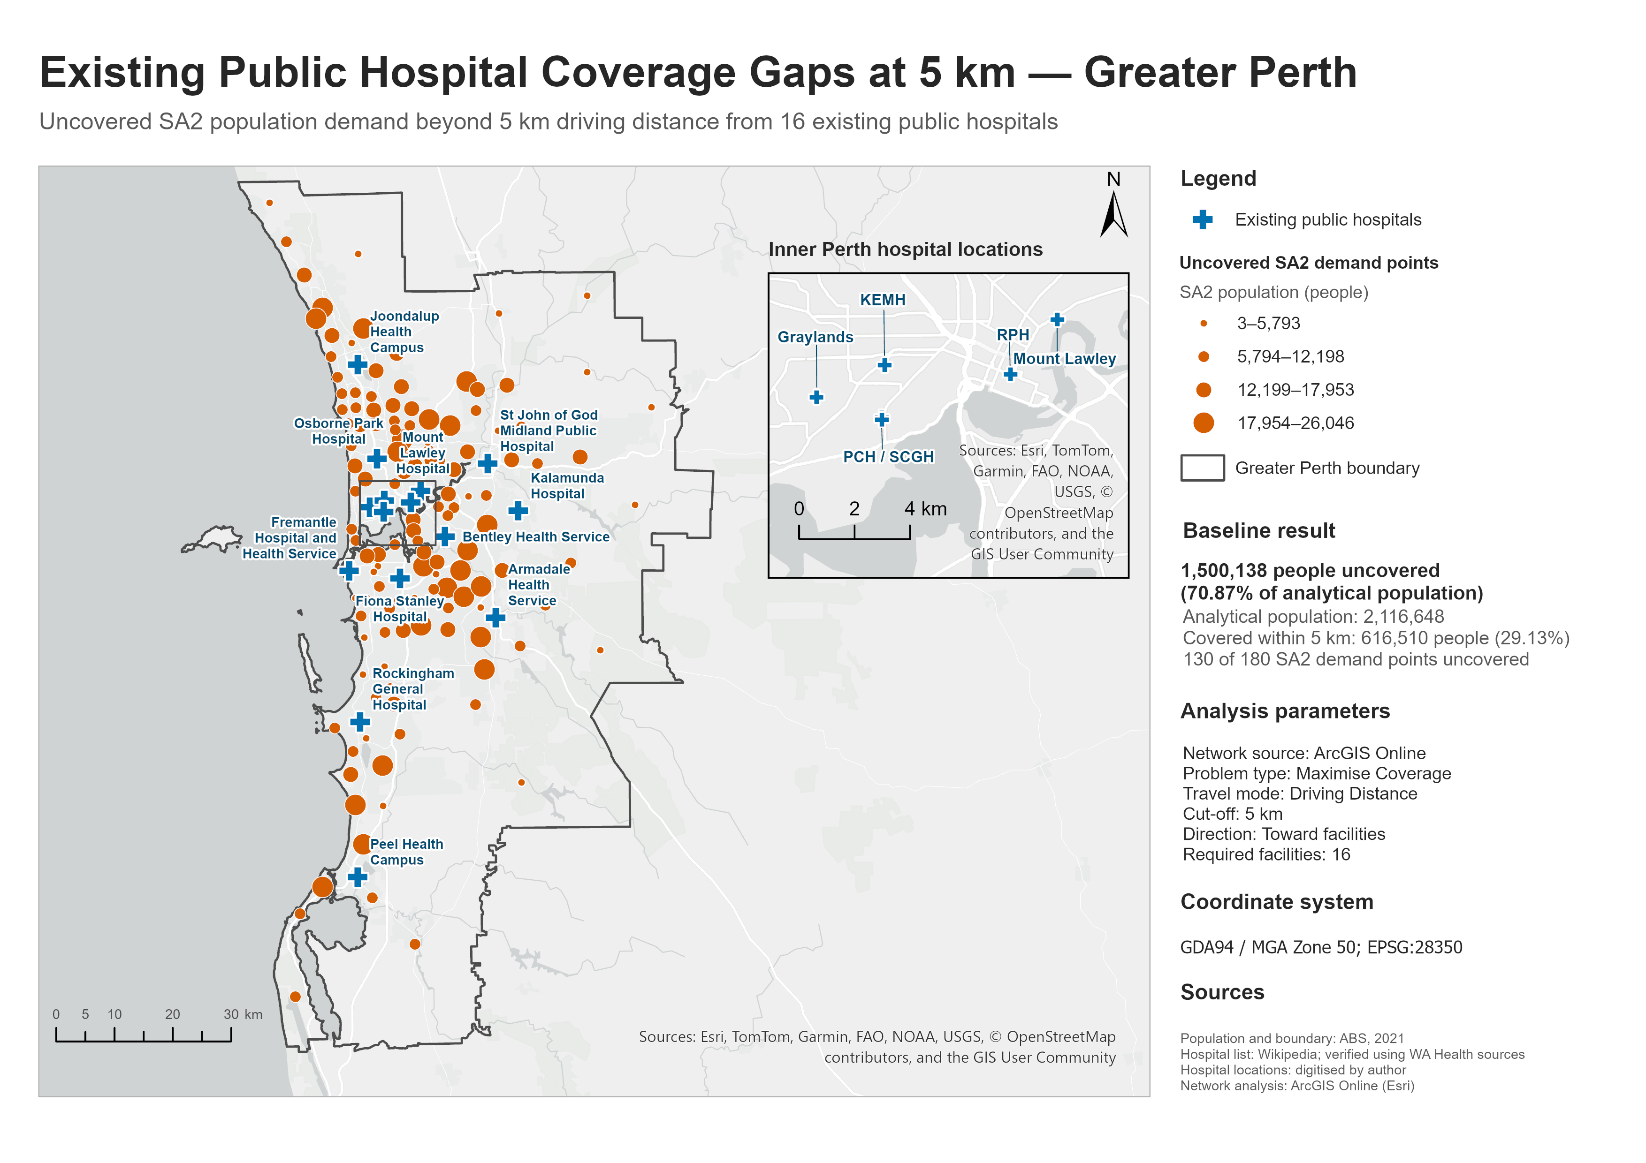 Existing Public Hospital Coverage Gaps at 5 km — Greater Perth
Uncovered SA2 population demand beyond 5 km driving distance from 16 existing public hospitals
N
Inner Perth hospital locations
KEMH
Graylands
RPH
Mount Lawley
PCH / SCGH
Sources: Esri, TomTom,
Garmin, FAO, NOAA,
USGS, ©
OpenStreetMap
contributors, and the
GIS User Community
0 2 4 km
Joondalup
Health
Campus
Osborne Park
Hospital
Mount
Lawley
Hospital
St John of God
Midland Public
Hospital
Kalamunda
Hospital
Fremantle
Hospital and
Health Service
Bentley Health Service
Armadale
Health
Service
Fiona Stanley
Hospital
Rockingham
General
Hospital
Peel Health
Campus
0 5 10 20 30 km
Sources: Esri, TomTom, Garmin, FAO, NOAA, USGS, © OpenStreetMap
contributors, and the GIS User Community
Legend
Existing public hospitals
Uncovered SA2 demand points
SA2 population (people)
3–5,793
5,794–12,198
12,199–17,953
17,954–26,046
Greater Perth boundary
Baseline result
1,500,138 people uncovered
(70.87% of analytical population)
Analytical population: 2,116,648
Covered within 5 km: 616,510 people (29.13%)
130 of 180 SA2 demand points uncovered
Analysis parameters
Network source: ArcGIS Online
Problem type: Maximise Coverage
Travel mode: Driving Distance
Cut-off: 5 km
Direction: Toward facilities
Required facilities: 16
Coordinate system
GDA94 / MGA Zone 50; EPSG:28350
Sources
Population and boundary: ABS, 2021
Hospital list: Wikipedia; verified using WA Health sources
Hospital locations: digitised by author
Network analysis: ArcGIS Online (Esri)